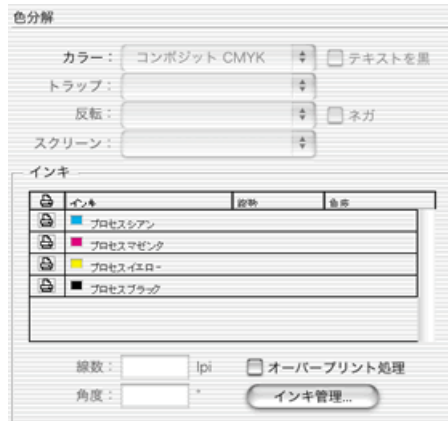 色分解
カラー： コンポジット CMYK テキストを黒
トラップ：
反転： ネガ
スクリーン：
インキ
インキ 線数 角度
プロセスシアン
プロセスマゼンタ
プロセスイエロー
プロセスブラック
線数： lpi オーバープリント処理
角度： ° インキ管理...